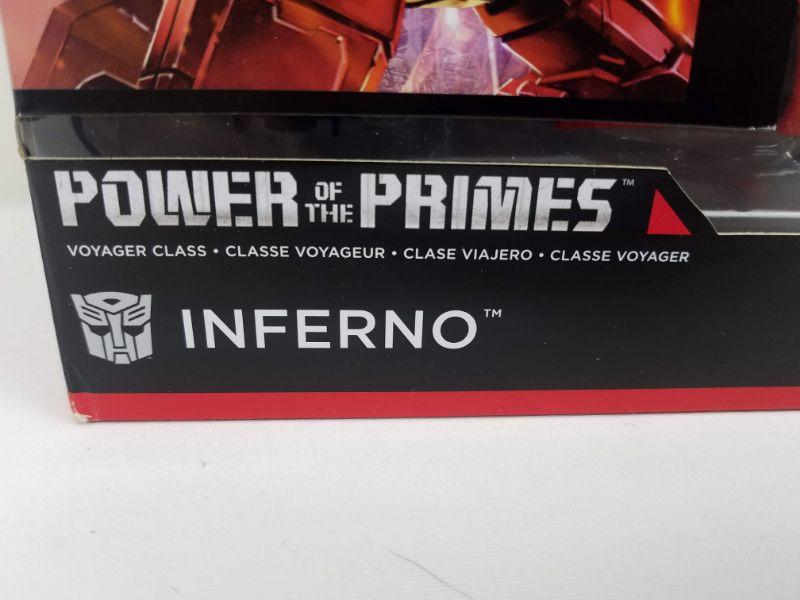 POWER OF THE PRIMES™
VOYAGER CLASS • CLASSE VOYAGEUR • CLASE VIAJERO • CLASSE VOYAGER
INFERNO™